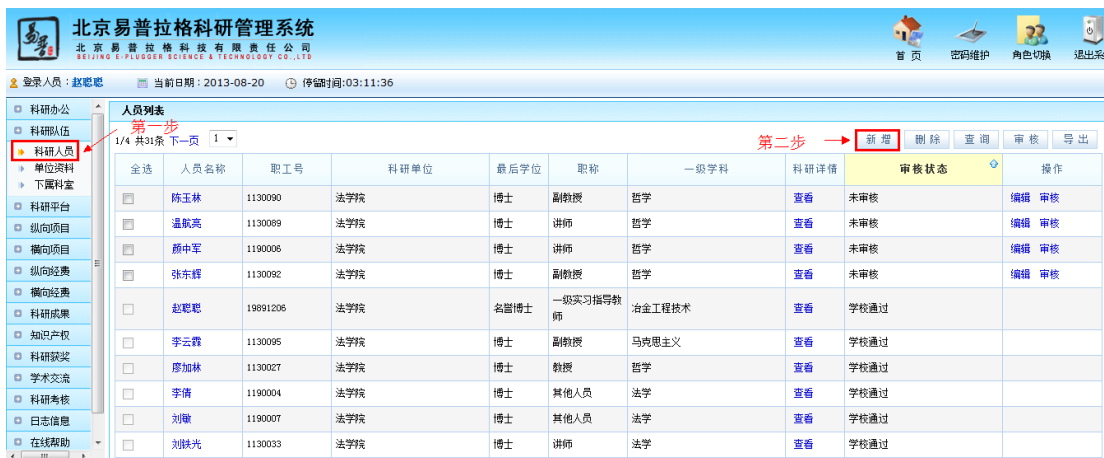 北京易普拉格科研管理系统
北京易普拉格科技有限责任公司
BEIJING E-PLUGGER SCIENCE & TECHNOLOGY CO.,LTD
首页 密码维护 角色切换 退出系
登录人员：赵聪聪 当前日期：2013-08-20 停留时间:03:11:36
科研办公
科研队伍
科研人员
单位资料
下属科室
科研平台
纵向项目
横向项目
纵向经费
横向经费
科研成果
知识产权
科研获奖
学术交流
科研考核
日志信息
在线帮助
人员列表
第一步
1/4 共31条 下一页 1
第二步
新增 删除 查询 审核 导出
全选 人员名称 职工号 科研单位 最后学位 职称 一级学科 科研详情 审核状态 操作
陈玉林 1130090 法学院 博士 副教授 哲学 查看 未审核 编辑 审核
温航亮 1130089 法学院 博士 讲师 哲学 查看 未审核 编辑 审核
颜中军 1190006 法学院 博士 讲师 哲学 查看 未审核 编辑 审核
张东辉 1130092 法学院 博士 副教授 哲学 查看 未审核 编辑 审核
赵聪聪 19891206 法学院 名誉博士 一级实习指导教师 冶金工程技术 查看 学校通过
李云霞 1130095 法学院 博士 副教授 马克思主义 查看 学校通过
廖加林 1130027 法学院 博士 教授 哲学 查看 学校通过
李倩 1190004 法学院 博士 其他人员 法学 查看 学校通过
刘敏 1190007 法学院 博士 其他人员 法学 查看 学校通过
刘铁光 1130033 法学院 博士 讲师 法学 查看 学校通过